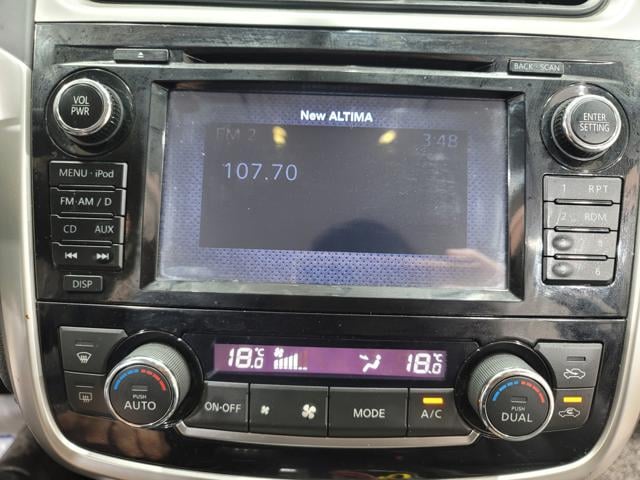 BACK · SCAN
VOL
PWR
ENTER
SETTING
New ALTIMA
FM 2
3:48
107.70
MENU · iPod
FM·AM / D
CD AUX
DISP
1 RPT
2 RDM
4
6
18.0°C
18.0°C
PUSH
AUTO
ON·OFF
MODE
A/C
PUSH
DUAL